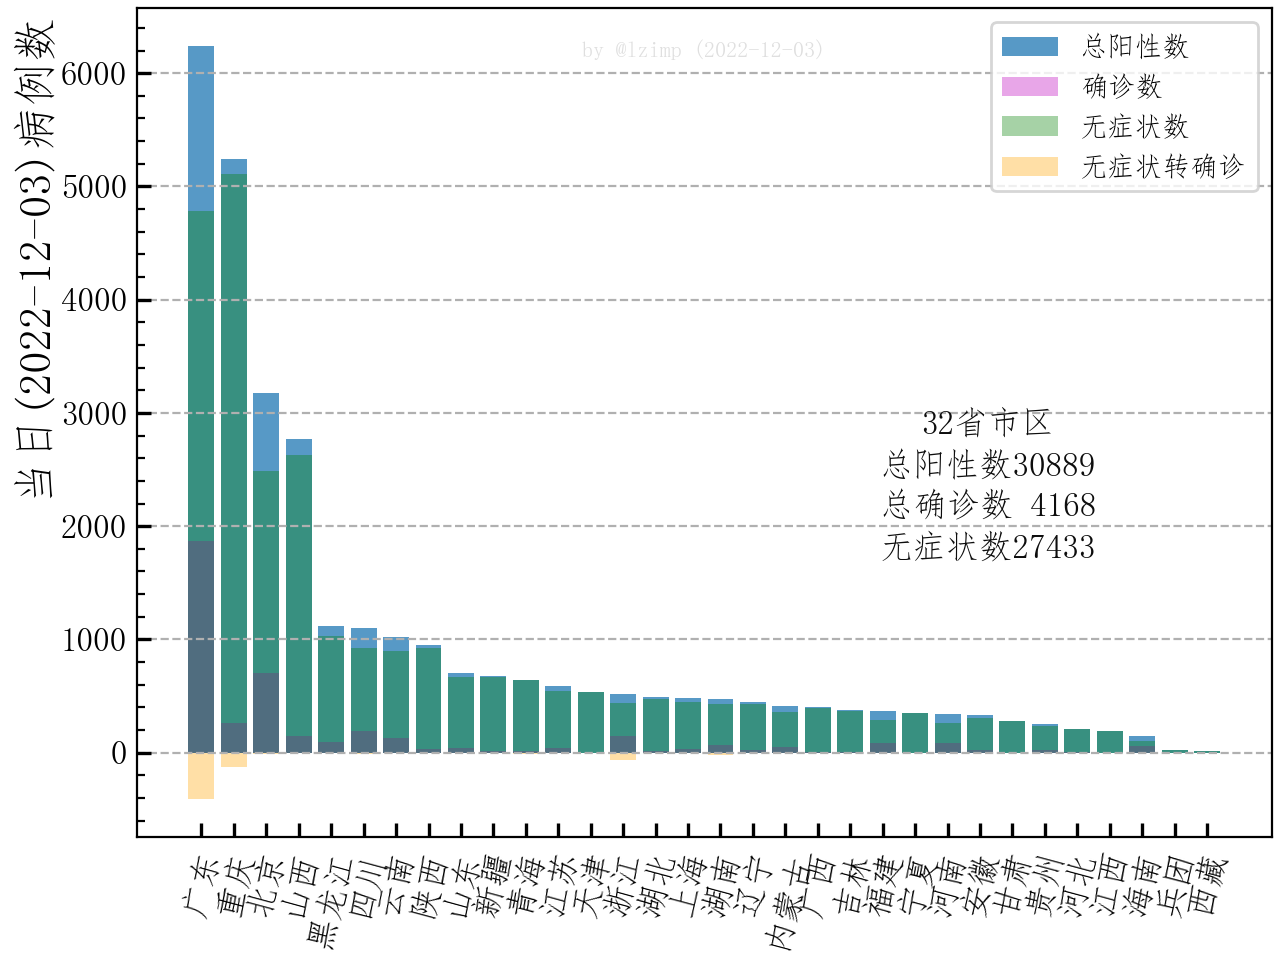 by @lzimp (2022-12-03)
总阳性数
确诊数
无症状数
无症状转确诊
当日(2022-12-03)病例数
6000
5000
4000
3000
2000
1000
0
32省市区
总阳性数30889
总确诊数 4168
无症状数27433
广东
重庆
北京
山西
黑龙江
四川
云南
陕西
山东
新疆
青海
江苏
天津
浙江
湖北
上海
湖南
辽宁
内蒙古
广西
吉林
福建
宁夏
河南
安徽
甘肃
贵州
河北
江西
海南
兵团
西藏